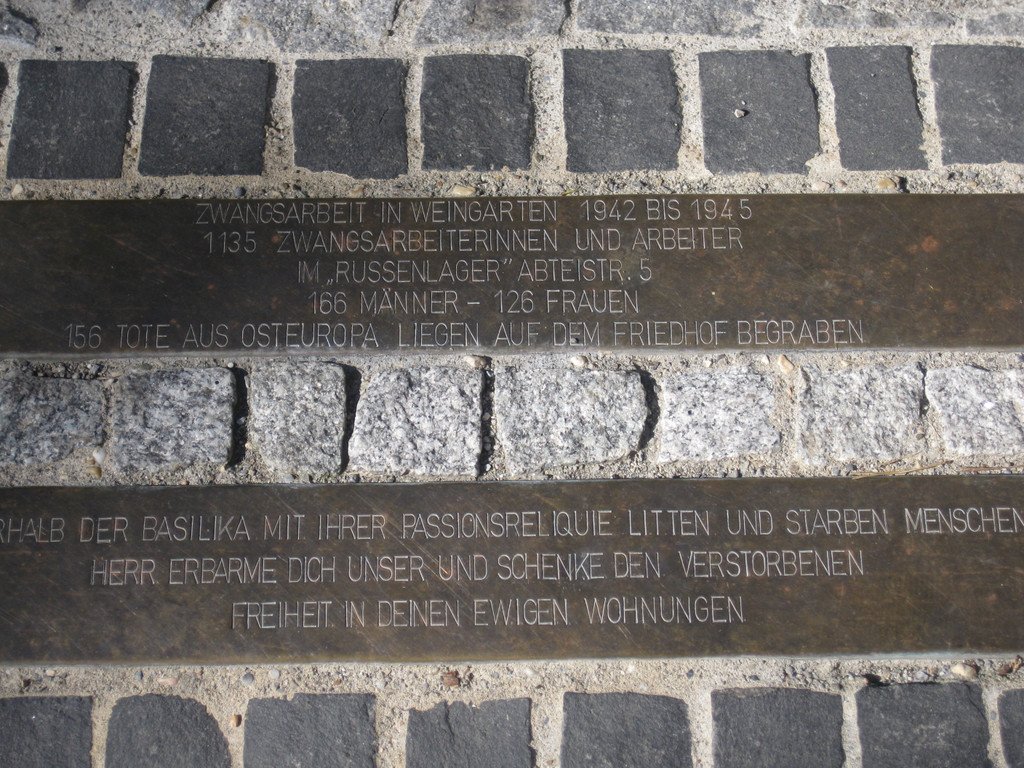 ZWANGSARBEIT IN WEINGARTEN 1942 BIS 1945
1135 ZWANGSARBEITERINNEN UND ARBEITER
IM „RUSSENLAGER" ABTEISTR. 5
166 MÄNNER – 126 FRAUEN
156 TOTE AUS OSTEUROPA LIEGEN AUF DEM FRIEDHOF BEGRABEN
DER BASILIKA MIT IHRER PASSIONSRELIQUIE LITTEN UND STARBEN MENSCHEN
HERR ERBARME DICH UNSER UND SCHENKE DEN VERSTORBENEN
FREIHEIT IN DEINEN EWIGEN WOHNUNGEN